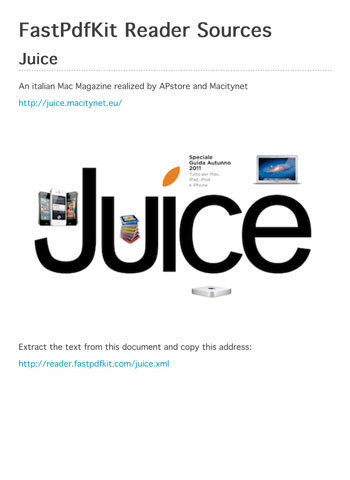 FastPdfKit Reader Sources
Juice
An italian Mac Magazine realized by APstore and Macitynet
http://juice.macitynet.eu/
Speciale
Guida Autunno
2011
Tutto per Mac,
iPad, iPod
e iPhone
Juice
Extract the text from this document and copy this address:
http://reader.fastpdfkit.com/juice.xml